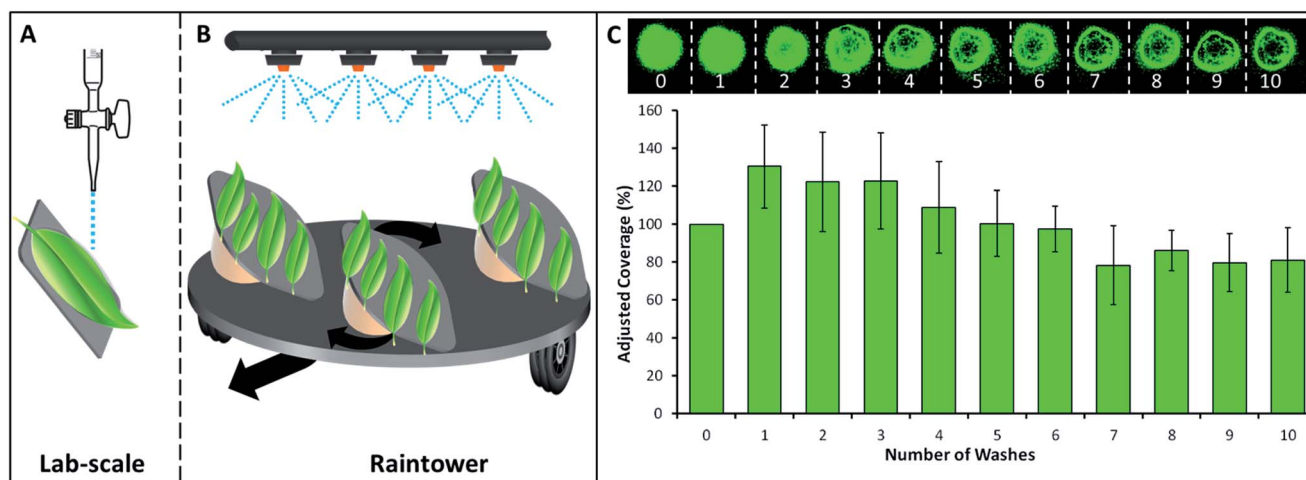 A
B
C
0 1 2 3 4 5 6 7 8 9 10
160
140
120
100
80
60
40
20
0
Adjusted Coverage (%)
0 1 2 3 4 5 6 7 8 9 10
Number of Washes
Lab-scale
Raintower